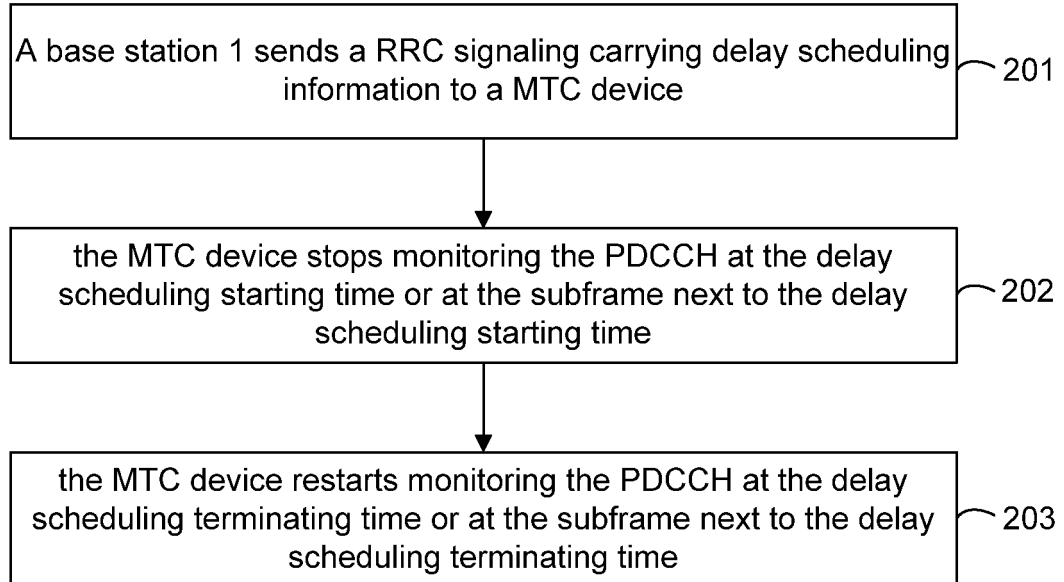 A base station 1 sends a RRC signaling carrying delay scheduling
information to a MTC device
201
the MTC device stops monitoring the PDCCH at the delay
scheduling starting time or at the subframe next to the delay
scheduling starting time
202
the MTC device restarts monitoring the PDCCH at the delay
scheduling terminating time or at the subframe next to the delay
scheduling terminating time
203